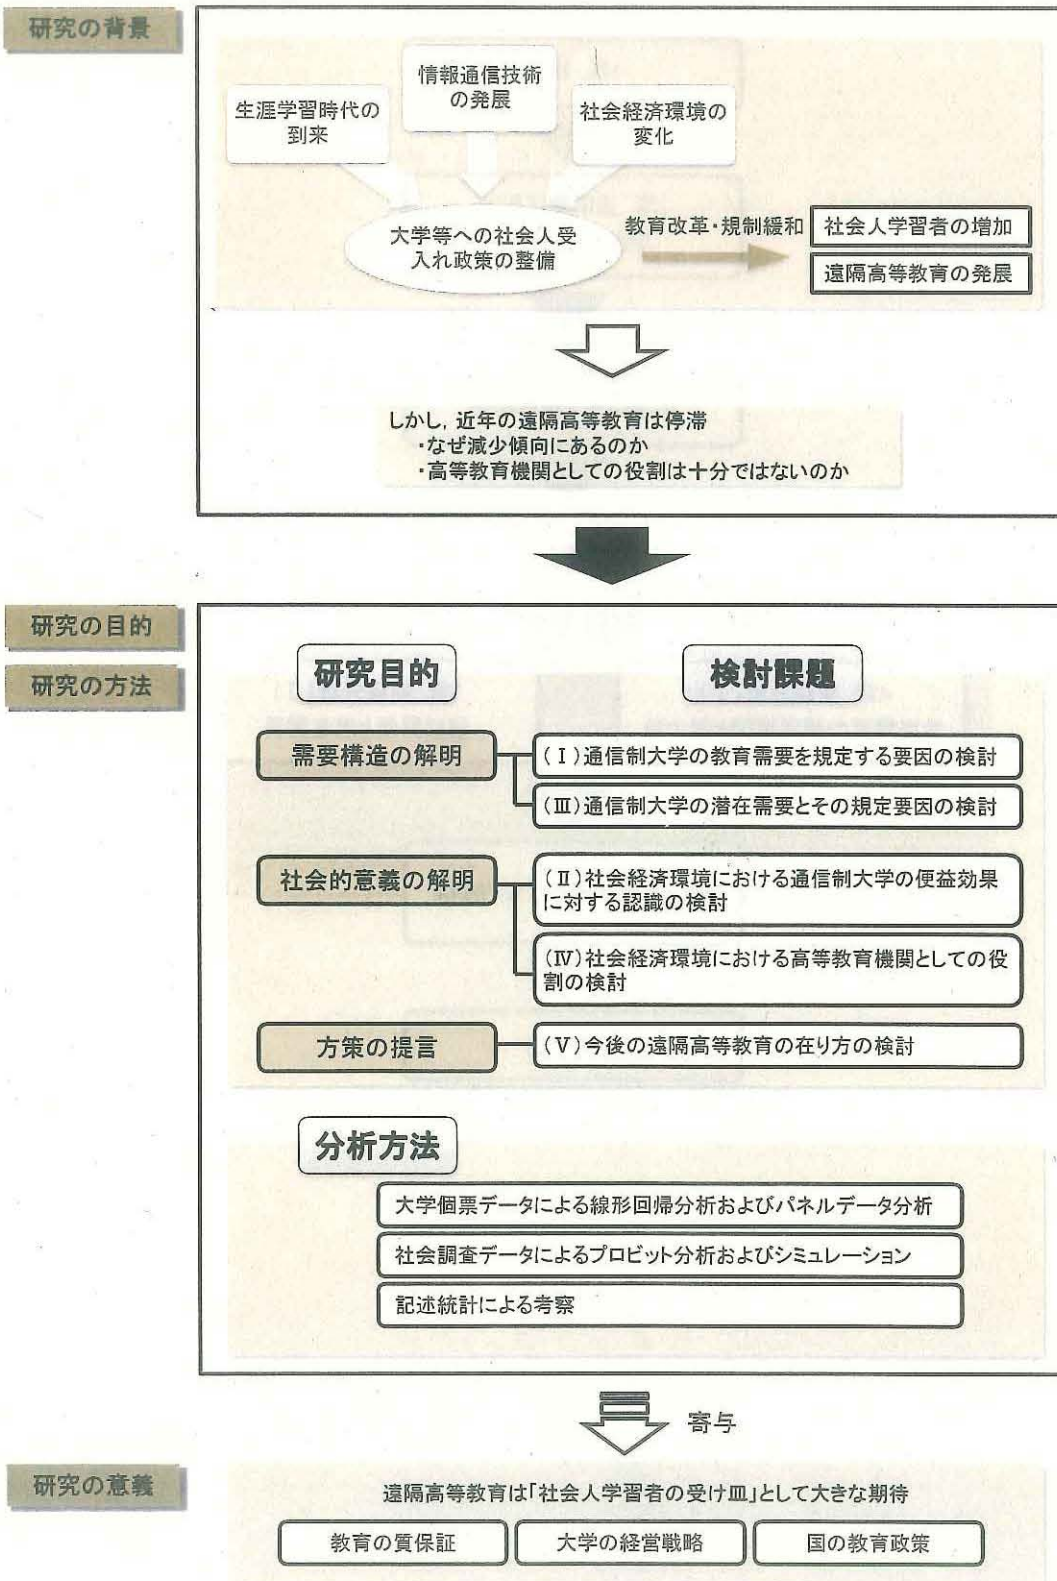 研究の背景
情報通信技術
の発展
生涯学習時代の
到来
社会経済環境の
変化
大学等への社会人受
入れ政策の整備
教育改革・規制緩和
社会人学習者の増加
遠隔高等教育の発展
しかし,近年の遠隔高等教育は停滞
・なぜ減少傾向にあるのか
・高等教育機関としての役割は十分ではないのか
研究の目的
研究の方法
研究目的
検討課題
需要構造の解明
(Ⅰ)通信制大学の教育需要を規定する要因の検討
(Ⅲ)通信制大学の潜在需要とその規定要因の検討
社会的意義の解明
(Ⅱ)社会経済環境における通信制大学の便益効果
に対する認識の検討
(Ⅳ)社会経済環境における高等教育機関としての役
割の検討
方策の提言
(Ⅴ)今後の遠隔高等教育の在り方の検討
分析方法
大学個票データによる線形回帰分析およびパネルデータ分析
社会調査データによるプロビット分析およびシミュレーション
記述統計による考察
寄与
研究の意義
遠隔高等教育は「社会人学習者の受け皿」として大きな期待
教育の質保証
大学の経営戦略
国の教育政策